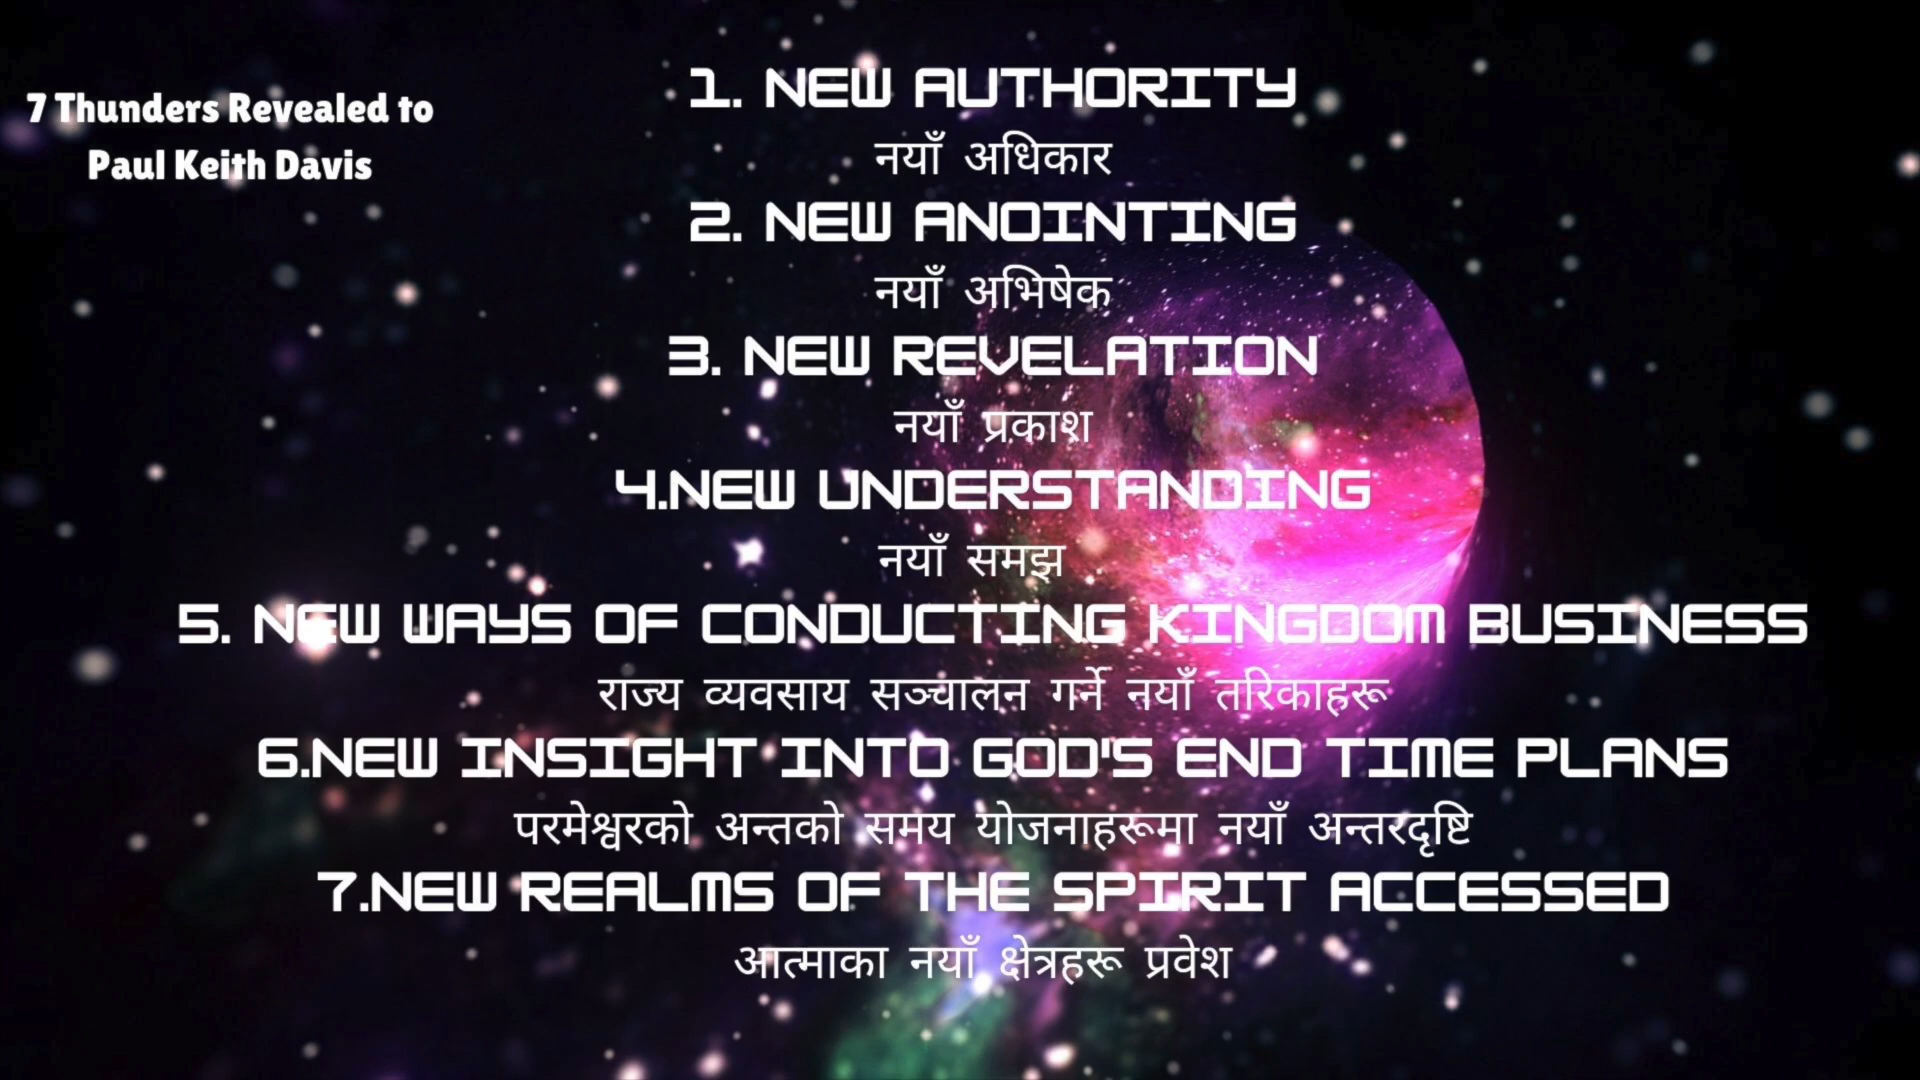 7 Thunders Revealed to
Paul Keith Davis
1. NEW AUTHORITY
नयाँ अधिकार
2. NEW ANOINTING
नयाँ अभिषेक
3. NEW REVELATION
नयाँ प्रकाश
4.NEW UNDERSTANDING
नयाँ समझ
5. NEW WAYS OF CONDUCTING KINGDOM BUSINESS
राज्य व्यवसाय सञ्चालन गर्ने नयाँ तरिकाहरू
6.NEW INSIGHT INTO GOD'S END TIME PLANS
परमेश्वरको अन्तको समय योजनाहरूमा नयाँ अन्तरदृष्टि
7.NEW REALMS OF THE SPIRIT ACCESSED
आत्माका नयाँ क्षेत्रहरू प्रवेश